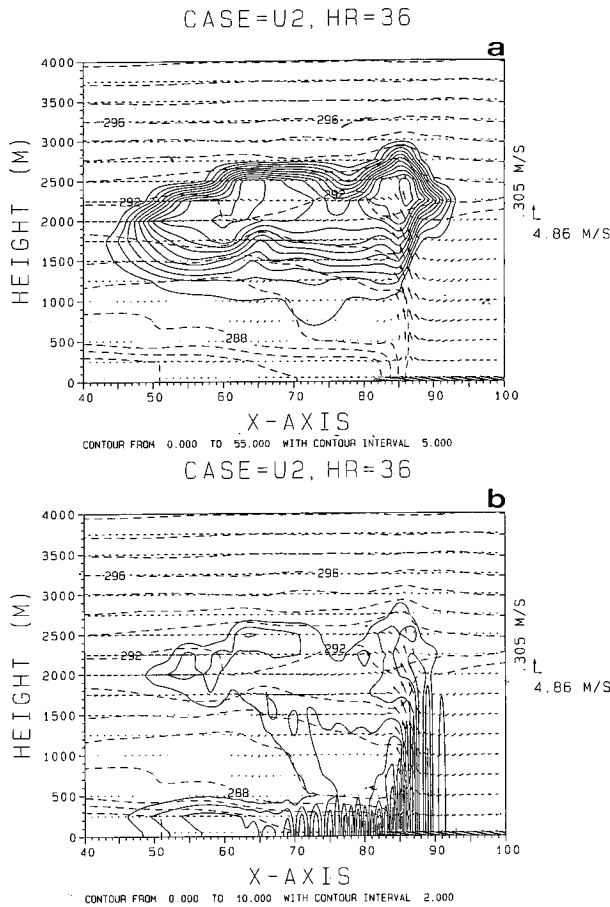 CASE=U2, HR=36
a
4000
3500
3000
2500
2000
1500
1000
500
0
HEIGHT (M)
296
296
292
292
288
.305 M/S
4.86 M/S
40 50 60 70 80 90 100
X-AXIS
CONTOUR FROM 0.000 TO 55.000 WITH CONTOUR INTERVAL 5.000
CASE=U2, HR=36
b
4000
3500
3000
2500
2000
1500
1000
500
0
HEIGHT (M)
296
296
292
292
288
.305 M/S
4.86 M/S
40 50 60 70 80 90 100
X-AXIS
CONTOUR FROM 0.000 TO 10.000 WITH CONTOUR INTERVAL 2.000